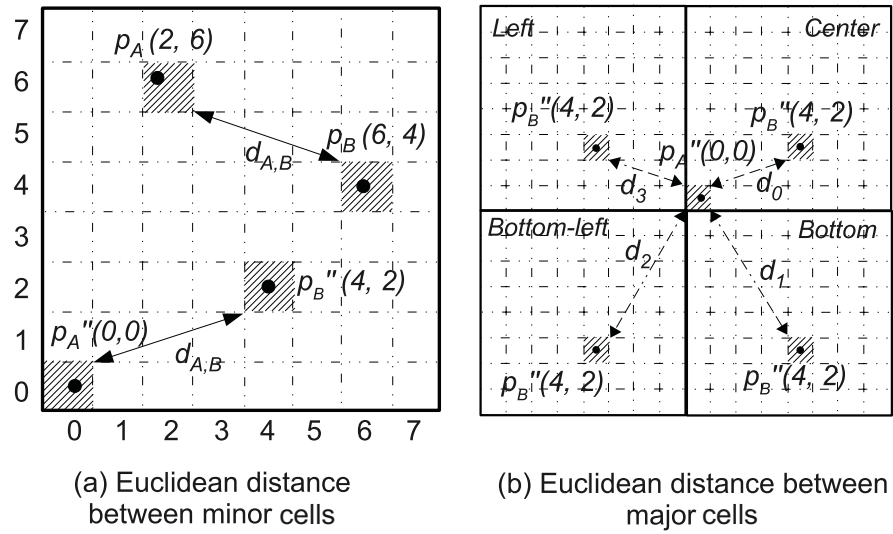 7
p_A (2, 6)
6
5
p_B (6, 4)
d_{A,B}
4
3
2
p_B'' (4, 2)
p_A'' (0,0)
1
d_{A,B}
0
0 1 2 3 4 5 6 7
(a) Euclidean distance
between minor cells
Left
Center
p_B'' (4, 2)
p_B'' (4, 2)
p_A'' (0,0)
d_3
d_0
Bottom-left
Bottom
d_2
d_1
p_B'' (4, 2)
p_B'' (4, 2)
(b) Euclidean distance between
major cells